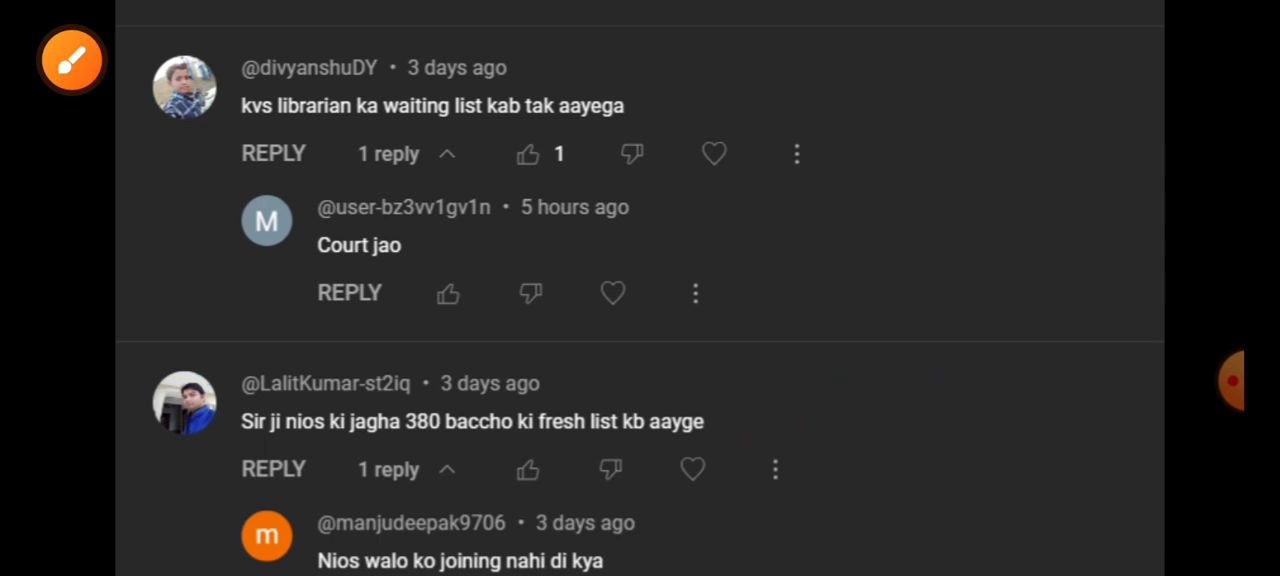 @divyanshuDY • 3 days ago
kvs librarian ka waiting list kab tak aayega
REPLY 1 reply 1
M @user-bz3vv1gv1n • 5 hours ago
Court jao
REPLY
@LalitKumar-st2iq • 3 days ago
Sir ji nios ki jagha 380 baccho ki fresh list kb aayge
REPLY 1 reply
m @manjudeepak9706 • 3 days ago
Nios walo ko joining nahi di kya